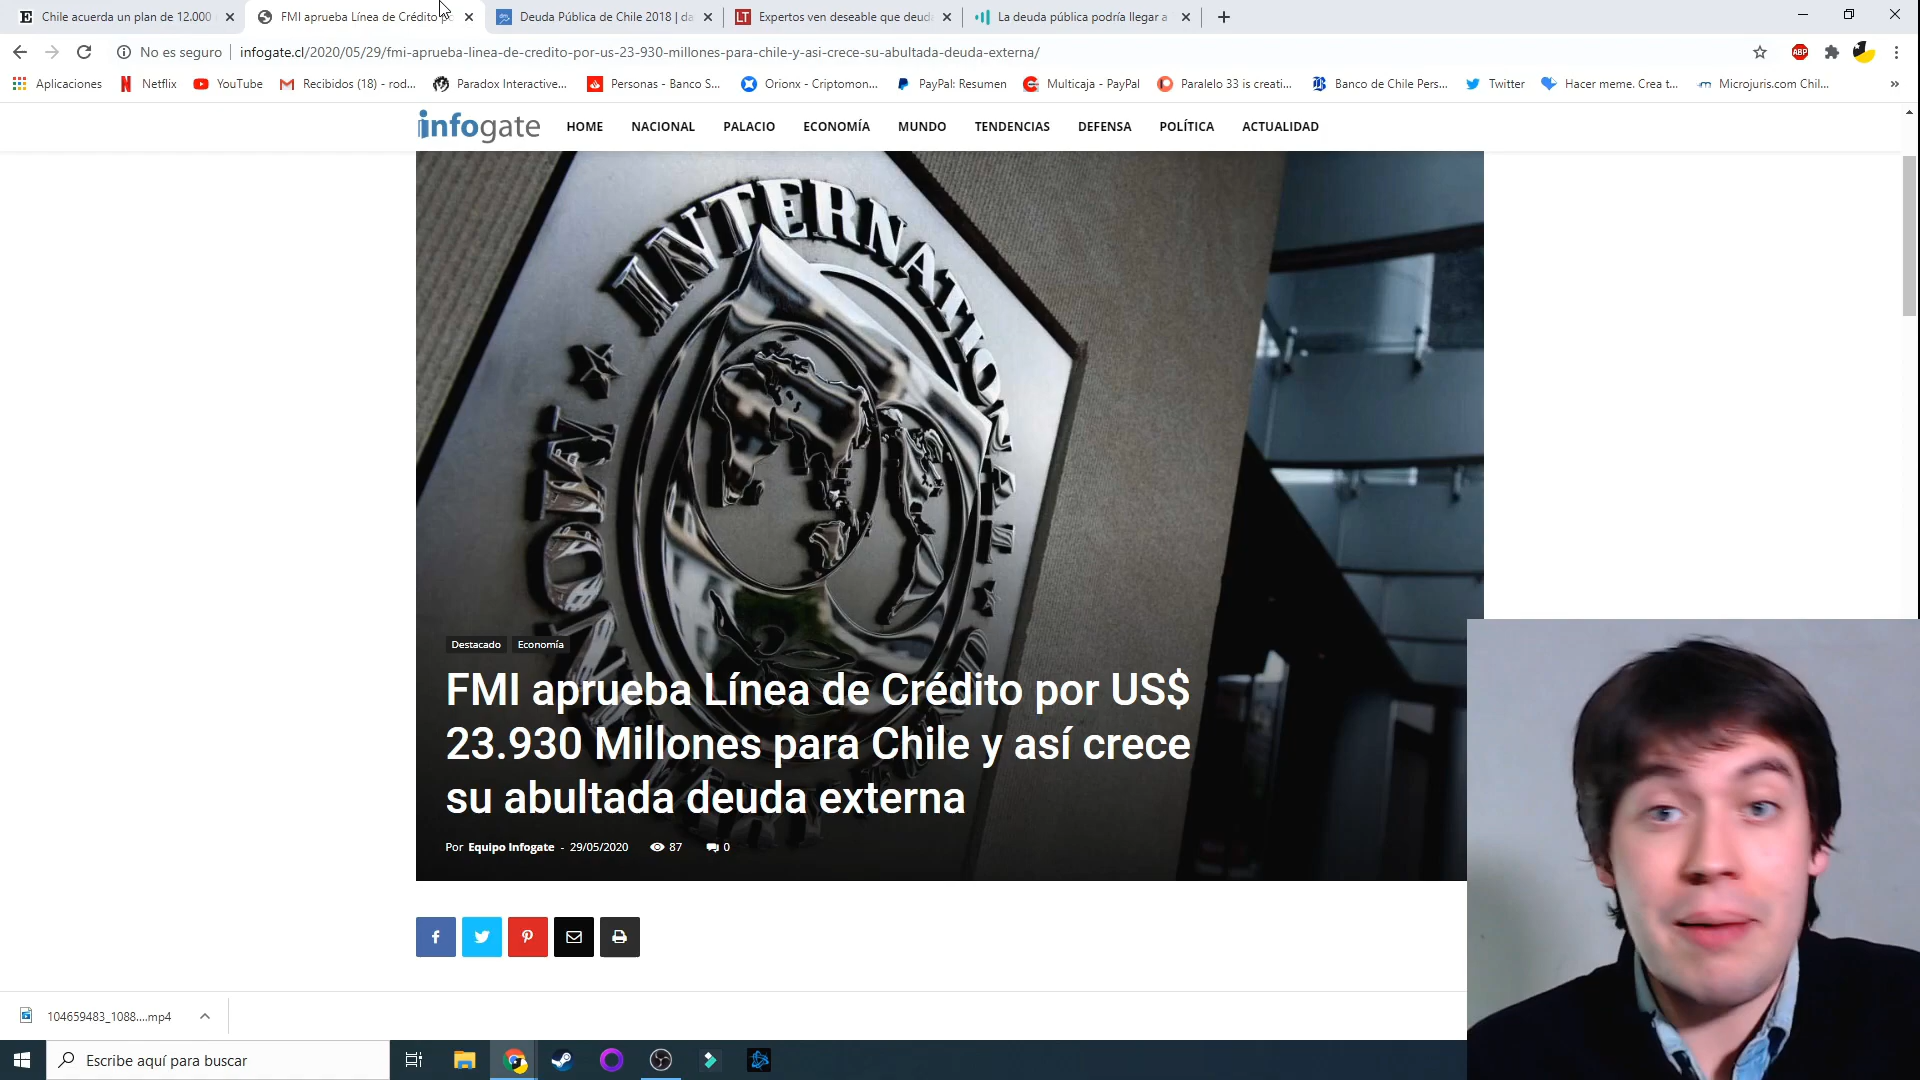 Chile acuerda un plan de 12.000
FMI aprueba Línea de Crédito
Deuda Pública de Chile 2018 | da
LT Expertos ven deseable que deud
La deuda pública podría llegar a
No es seguro
infogate.cl/2020/05/29/fmi-aprueba-linea-de-credito-por-us-23-930-millones-para-chile-y-asi-crece-su-abultada-deuda-externa/
ABP
Aplicaciones
Netflix
YouTube
Recibidos (18) - rod...
Paradox Interactive...
Personas - Banco S...
Orionx - Criptomon...
PayPal: Resumen
Multicaja - PayPal
Paralelo 33 is creati...
Banco de Chile Pers...
Twitter
Hacer meme. Crea t...
Microjuris.com Chil...
infogate
HOME
NACIONAL
PALACIO
ECONOMÍA
MUNDO
TENDENCIAS
DEFENSA
POLÍTICA
ACTUALIDAD
INTERNATIONAL
Destacado
Economía
FMI aprueba Línea de Crédito por US$
23.930 Millones para Chile y así crece
su abultada deuda externa
Por Equipo Infogate - 29/05/2020 87 0
104659483_1088....mp4
Escribe aquí para buscar